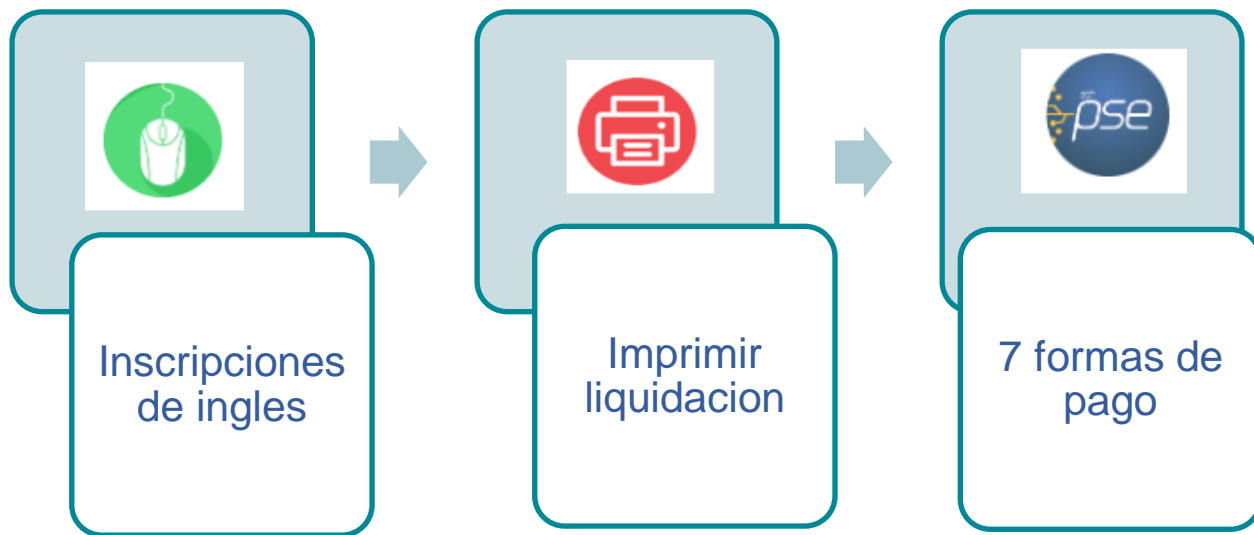 pse
Inscripciones
de ingles
Imprimir
liquidacion
7 formas de
pago